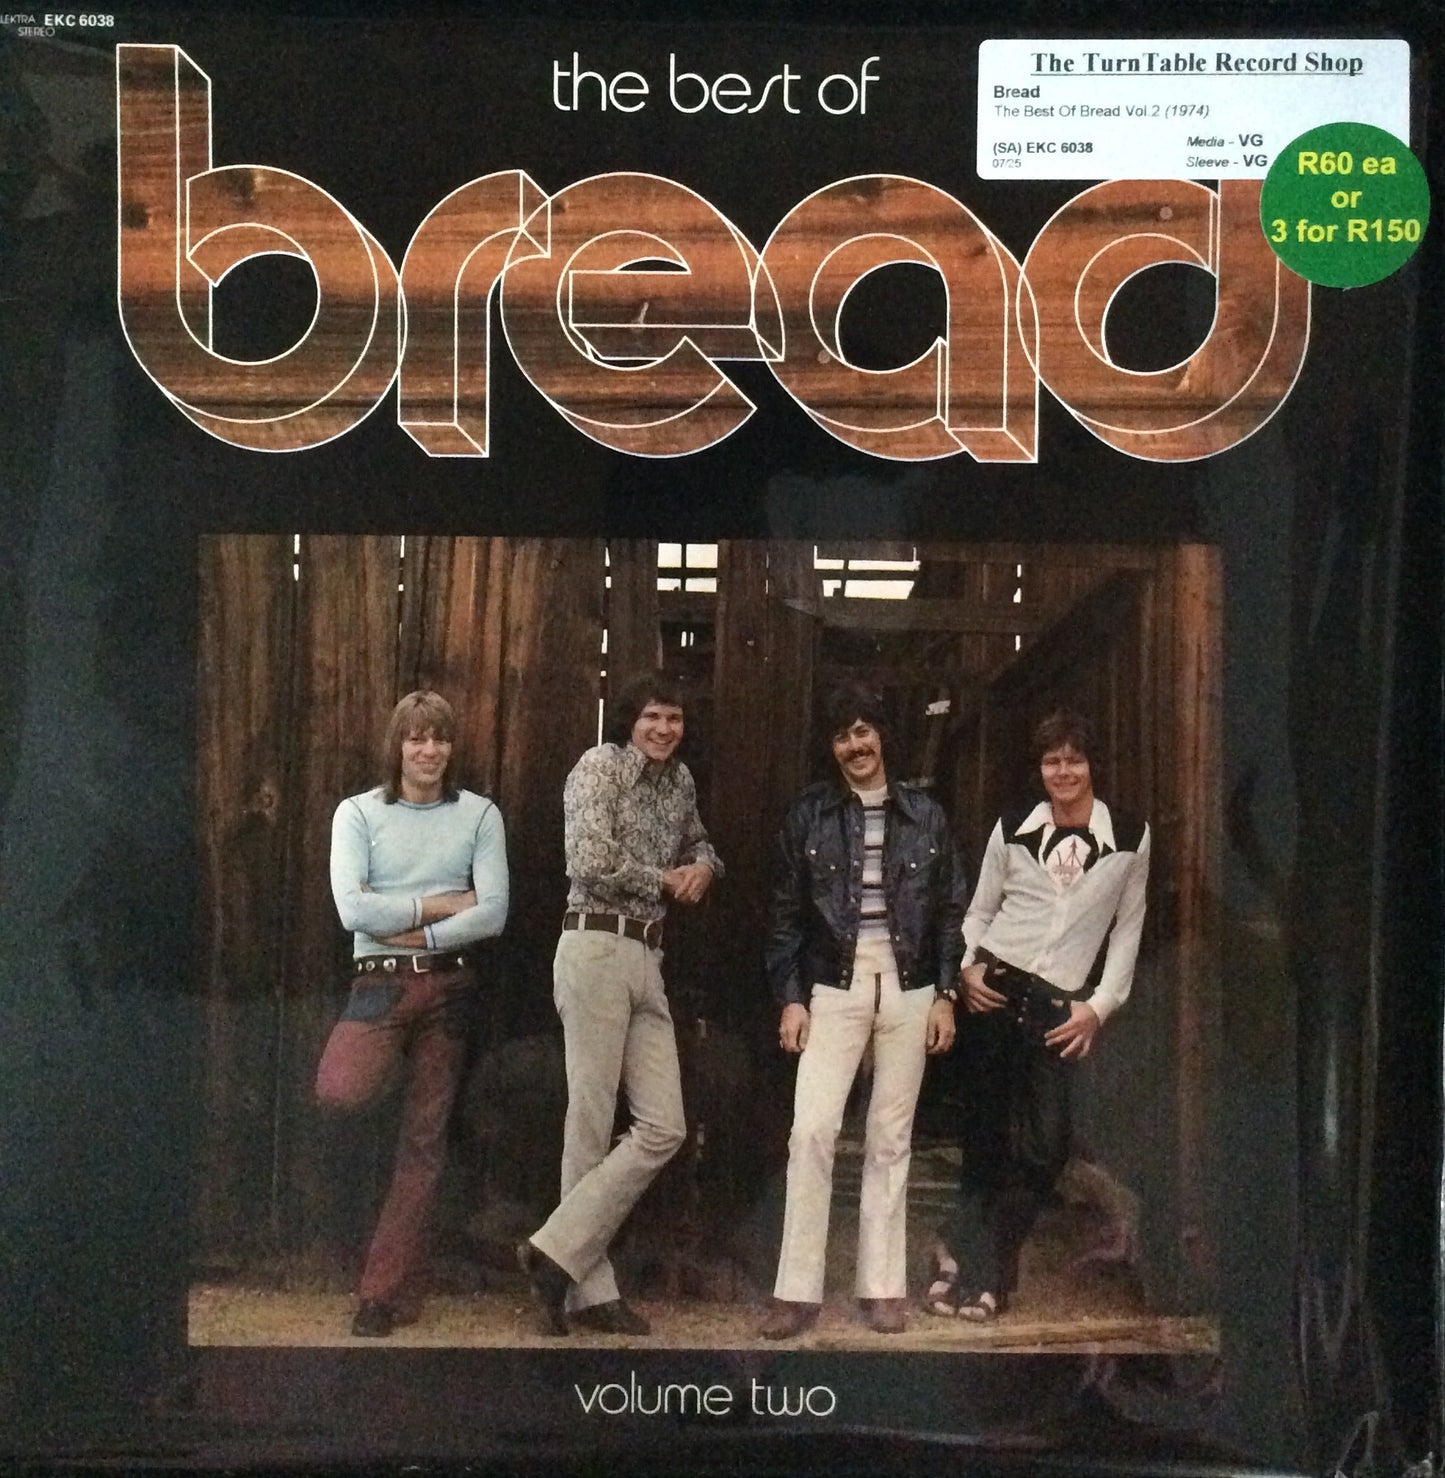 ELEKTRA EKC 6038
STEREO
the best of
bread
The TurnTable Record Shop
Bread
The Best Of Bread Vol.2 (1974)
(SA) EKC 6038
07/25
Media - VG
Sleeve - VG
R60 ea
or
3 for R150
volume two